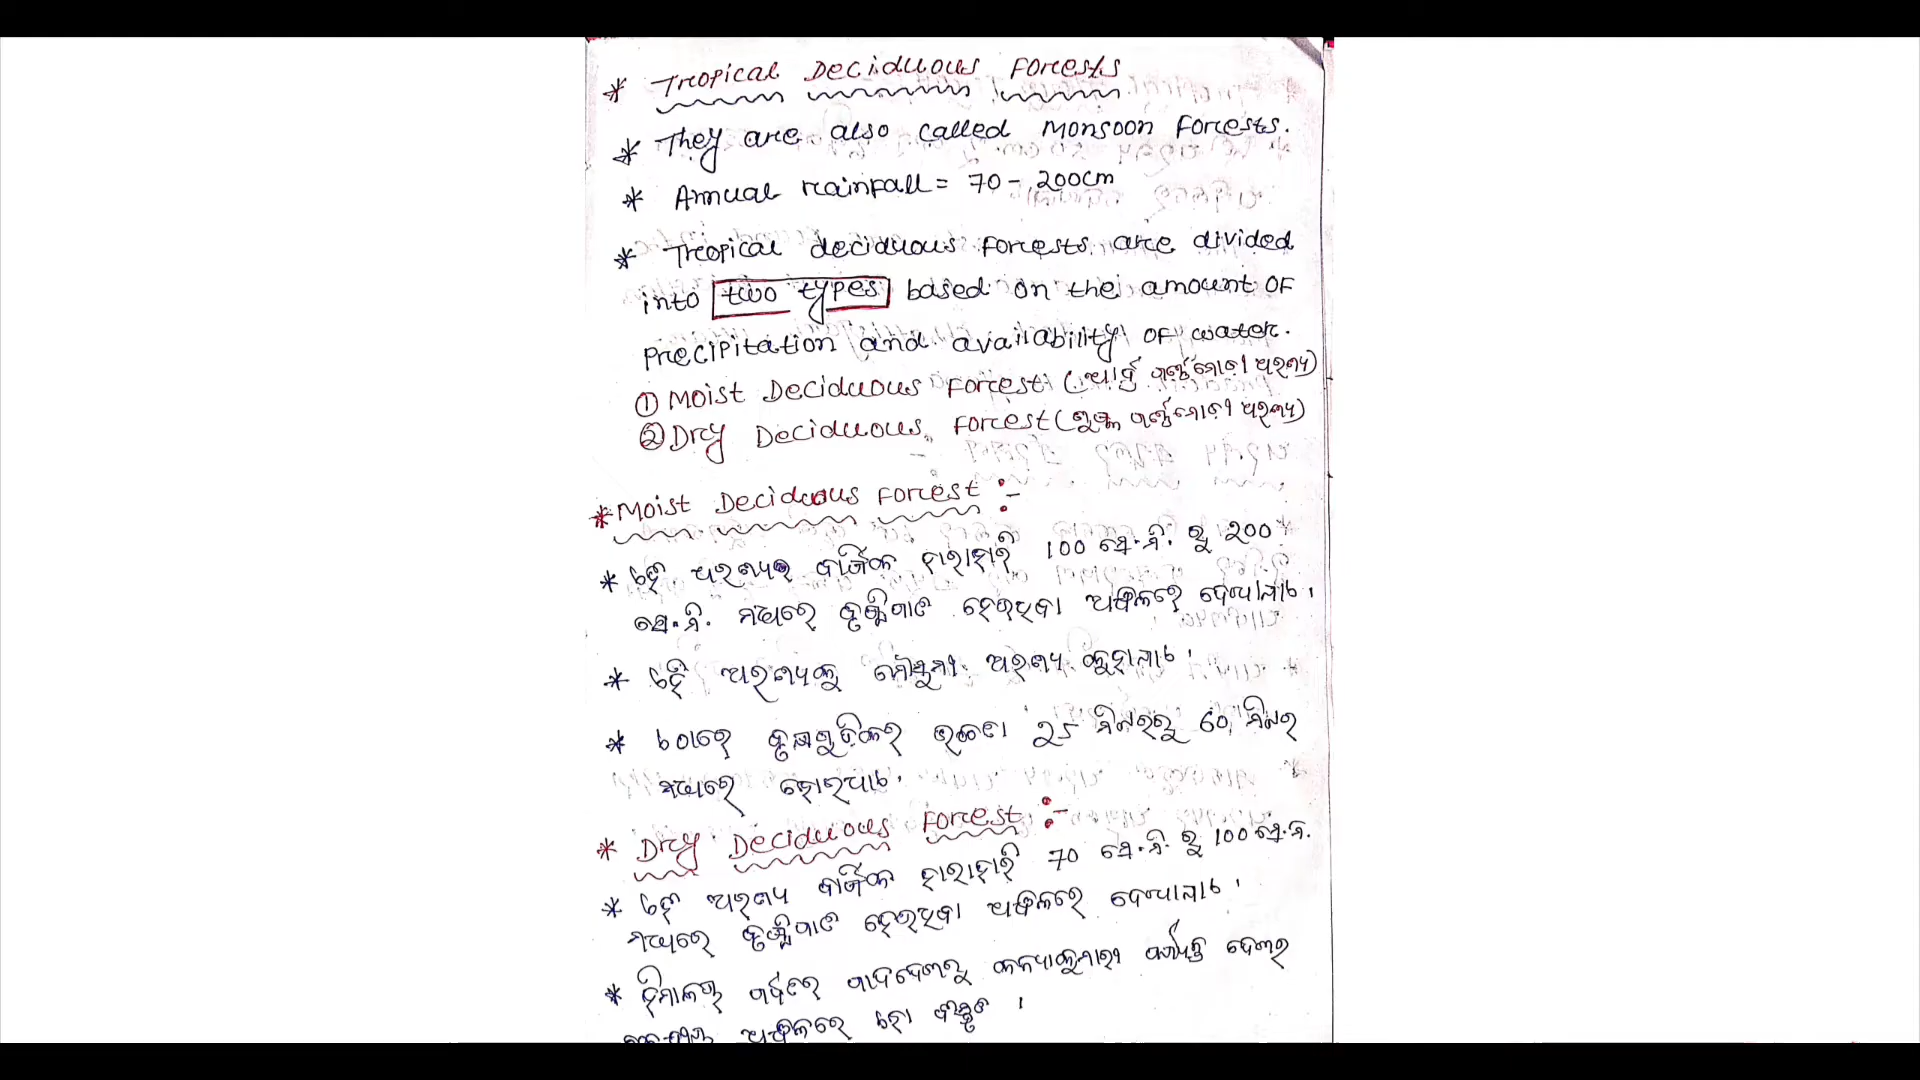 * Tropical Deciduous Forests
* They are also called Monsoon Forests.
* Annual rainfall = 70 - 200cm
* Tropical deciduous forests are divided
into two types based on the amount of
precipitation and availability of water.
① Moist Deciduous Forest (ଆର୍ଦ୍ର ପର୍ଣ୍ଣମୋଚୀ ଅରଣ୍ୟ)
② Dry Deciduous Forest (ଶୁଷ୍କ ପର୍ଣ୍ଣମୋଚୀ ଅରଣ୍ୟ)
* Moist Deciduous Forest :-
* ଏହି ଅରଣ୍ୟର ବାର୍ଷିକ ହାରାହାରି 100 ସେ.ମି. ରୁ ୨୦୦
ସେ.ମି. ମଧ୍ୟରେ ବୃଷ୍ଟିପାତ ହେଉଥିବା ଅଞ୍ଚଳରେ ଦେଖାଯାଏ ।
* ଏହି ଅରଣ୍ୟକୁ ମୌସୁମୀ ଅରଣ୍ୟ କୁହାଯାଏ ।
* ଏଠାରେ ବୃକ୍ଷଗୁଡ଼ିକର ଉଚ୍ଚତା ୨୫ ମିଟରରୁ 60 ମିଟର
ମଧ୍ୟରେ ହୋଇଥାଏ ।
* Dry Deciduous Forest :-
* ଏହି ଅରଣ୍ୟ ବାର୍ଷିକ ହାରାହାରି 70 ସେ.ମି. ରୁ 100 ସେ.ମି.
ମଧ୍ୟରେ ବୃଷ୍ଟିପାତ ହେଉଥିବା ଅଞ୍ଚଳରେ ଦେଖାଯାଏ ।
* ହିମାଳୟ ପର୍ବତର ପାଦଦେଶରୁ କନ୍ୟାକୁମାରୀ ପର୍ଯ୍ୟନ୍ତ ଦେଶର
ଅଞ୍ଚଳରେ ଏହା ବିସ୍ତୃତ ।